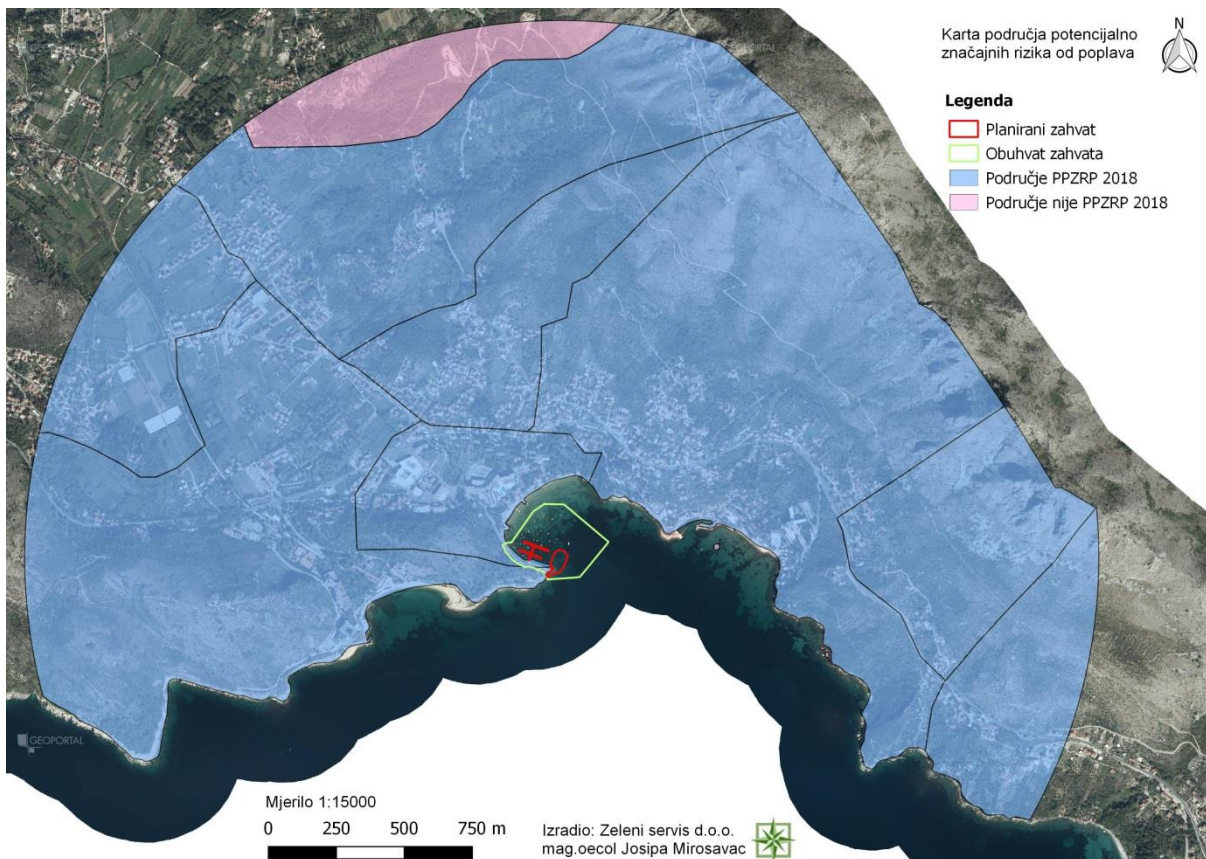 Karta područja potencijalno
značajnih rizika od poplava
N
Legenda
Planirani zahvat
Obuhvat zahvata
Područje PPZRP 2018
Područje nije PPZRP 2018
GEOPORTAL
GEOPORTAL
GEOPORTAL
Mjerilo 1:15000
0 250 500 750 m
Izradio: Zeleni servis d.o.o.
mag.oecol Josipa Mirosavac